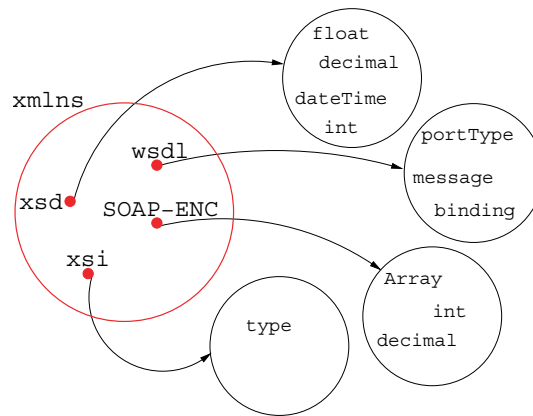 float
decimal
dateTime
int
xmlns
wsdl
xsd
SOAP-ENC
xsi
portType
message
binding
Array
int
decimal
type